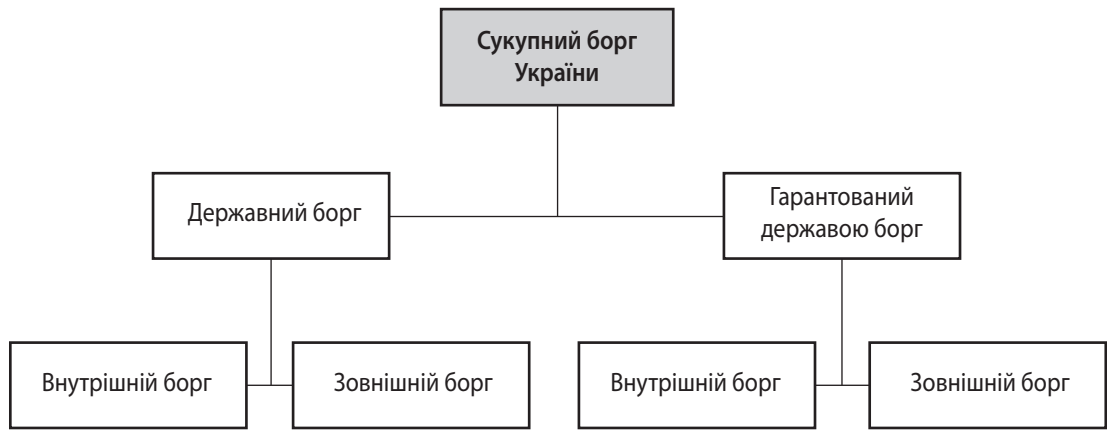 Сукупний борг
України
Державний борг
Гарантований
державою борг
Внутрішній борг
Зовнішній борг
Внутрішній борг
Зовнішній борг